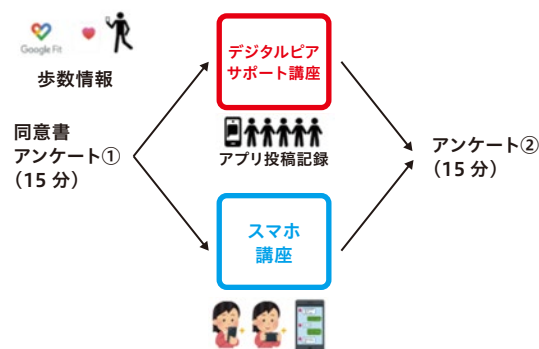 Google Fit
歩数情報
同意書
アンケート①
（15 分）
デジタルピア
サポート講座
アプリ投稿記録
スマホ
講座
アンケート②
（15 分）